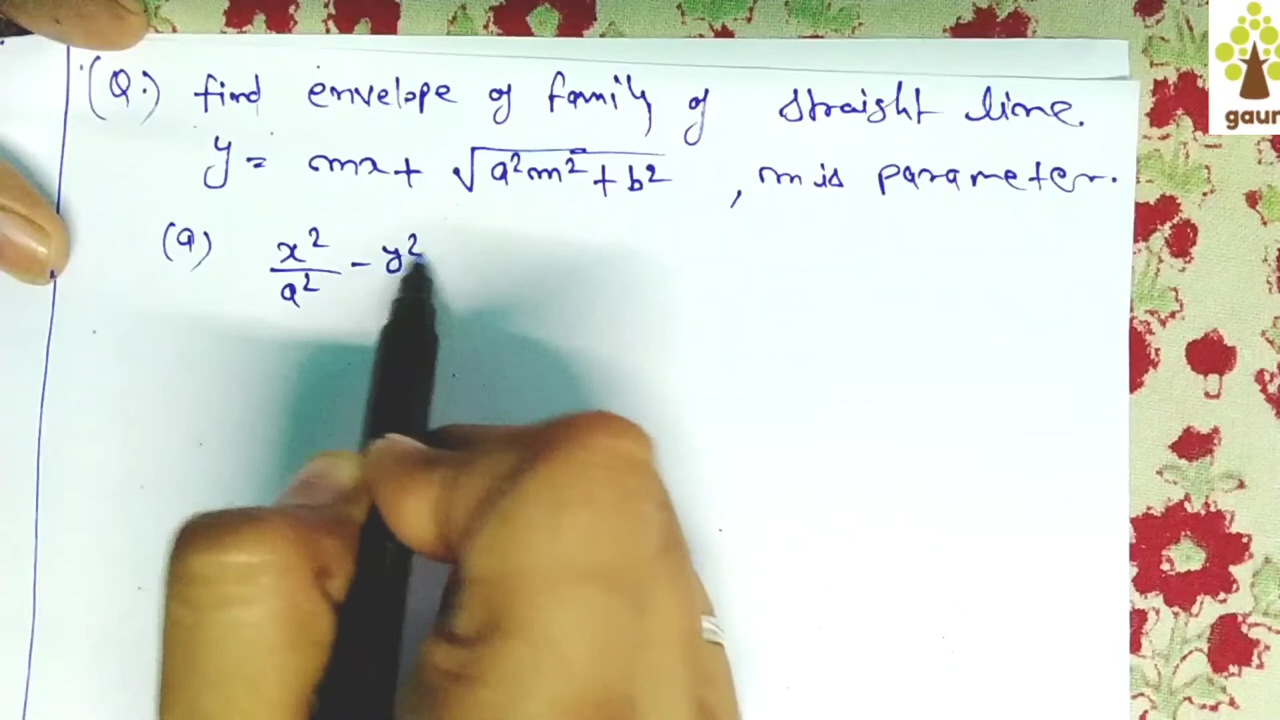 (Q.) find envelope of family of straight line.
y = mx + √a²m² + b² , m is parameter.
(a) x²/a² - y²
gaur